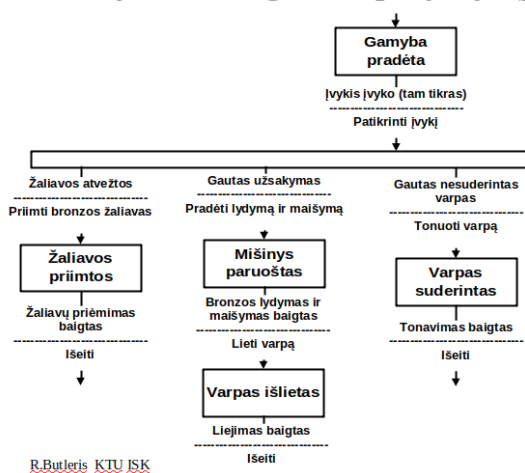 Gamyba
pradėta
Įvykis įvyko (tam tikras)
Patikrinti įvykį
Žaliavos atvežtos
Priimti bronzos žaliavas
Žaliavos
priimtos
Žaliavų priėmimas
baigtas
Išeiti
Gautas užsakymas
Pradėti lydymą ir maišymą
Mišinys
paruoštas
Bronzos lydymas ir
maišymas baigtas
Lieti varpą
Varpas išlietas
Liejimas baigtas
Išeiti
Gautas nesuderintas
varpas
Tonuoti varpą
Varpas
suderintas
Tonavimas baigtas
Išeiti
R.Butleris KTU ISK